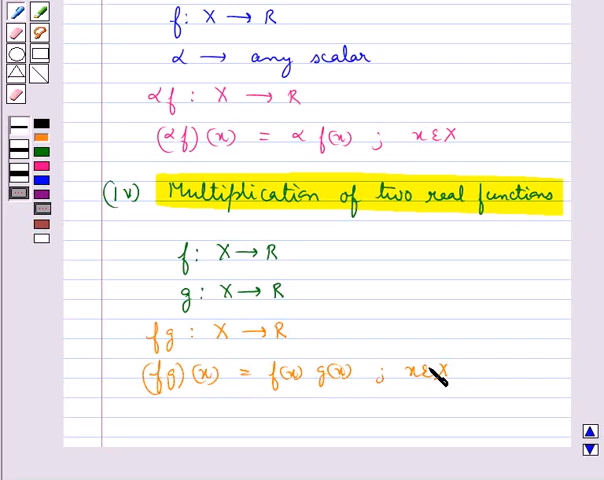 f : X → R
α → any scalar
αf : X → R
(αf)(x) = α f(x) ; x ε X
(iv) Multiplication of two real functions
f : X → R
g : X → R
fg : X → R
(fg)(x) = f(x) g(x) ; x ε X